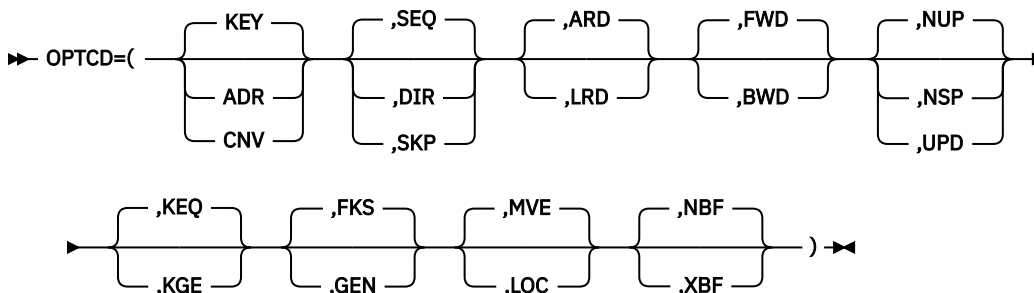 KEY ,SEQ ,ARD ,FWD ,NUP
OPTCD=(
ADR ,DIR ,LRD ,BWD ,NSP
CNV ,SKP ,UPD
,KEQ ,FKS ,MVE ,NBF
)
,KGE ,GEN ,LOC ,XBF